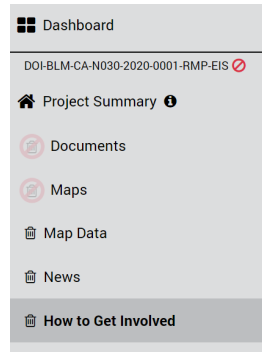 Dashboard
DOI-BLM-CA-N030-2020-0001-RMP-EIS
Project Summary
Documents
Maps
Map Data
News
How to Get Involved